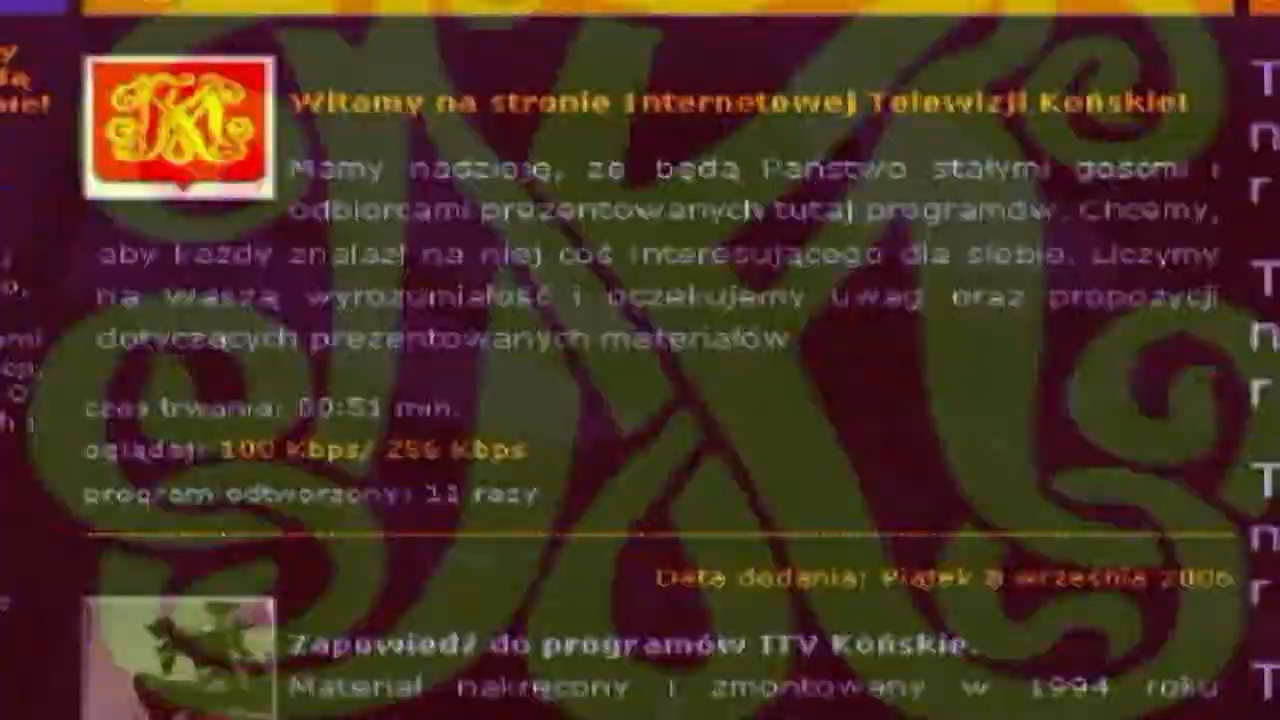 Witamy na stronie Internetowej Telewizji Końskie!
Mamy nadzieję, że będą Państwo stałymi gośćmi i
odbiorcami prezentowanych tutaj programów. Chcemy,
aby każdy znalazł na niej coś interesującego dla siebie. Liczymy
na Waszą wyrozumiałość i oczekujemy uwag oraz propozycji
dotyczących prezentowanych materiałów
czas trwania: 00:51 min.
oglądaj: 100 Kbps/ 256 Kbps
program odtworzony: 11 razy
Data dodania: Piątek 8 września 2006
Zapowiedź do programów ITV Końskie.
Materiał nakręcony i zmontowany w 1994 roku